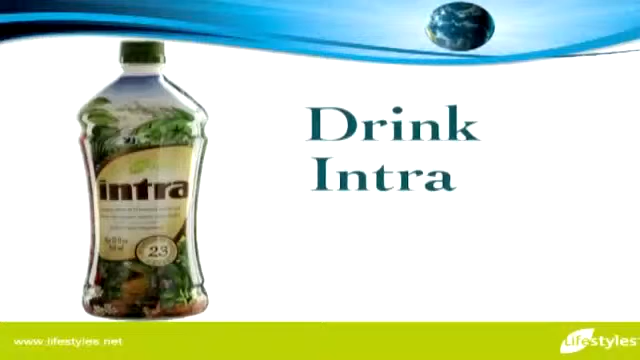 Drink
Intra
intra
23
www.lifestyles.net
Lifestyles